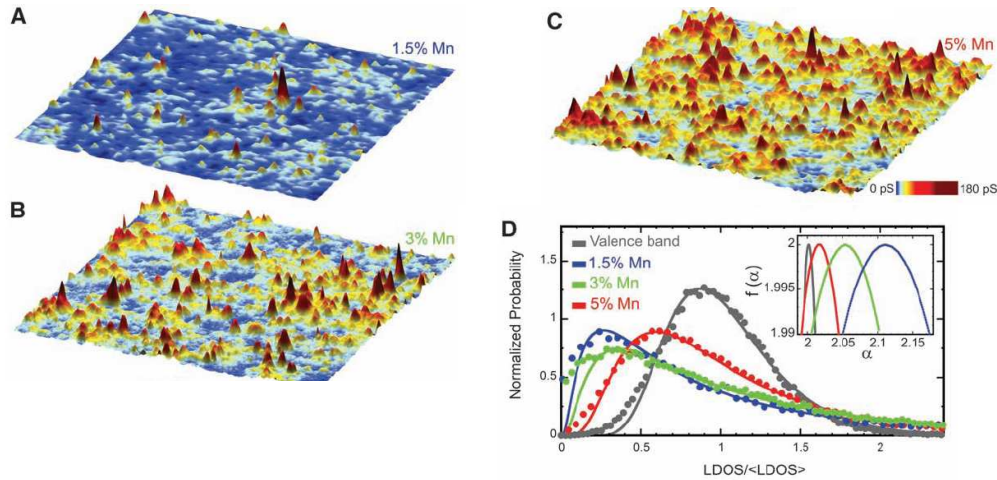 A
1.5% Mn
B
3% Mn
C
5% Mn
0 pS 180 pS
D
Valence band
1.5% Mn
3% Mn
5% Mn
Normalized Probability
1.5
1
0.5
0
0 0.5 1 1.5 2
LDOS/<LDOS>
f (α)
2
1.995
1.99
2 2.05 2.1 2.15
α